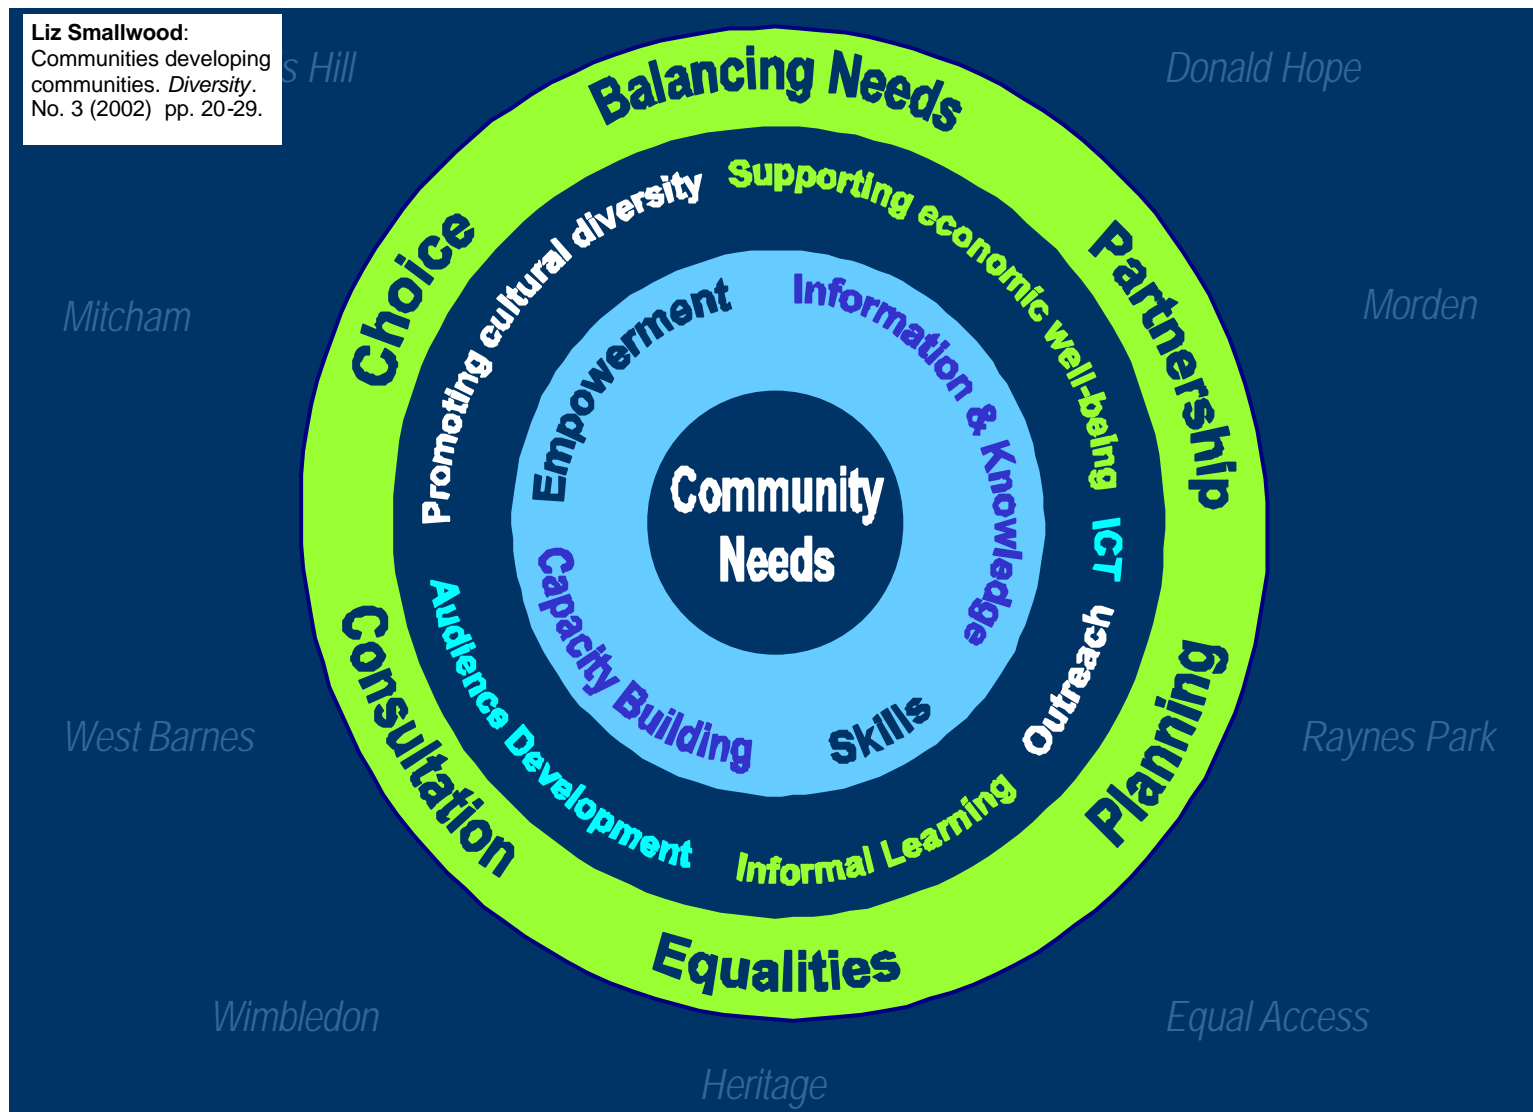 Liz Smallwood:
Communities developing
communities. Diversity.
No. 3 (2002) pp. 20-29.
Hill
Donald Hope
Mitcham
Morden
West Barnes
Raynes Park
Wimbledon
Equal Access
Heritage
Balancing Needs
Partnership
Planning
Equalities
Consultation
Choice
Supporting economic well-being
ICT
Outreach
Informal Learning
Audience Development
Promoting cultural diversity
Information & Knowledge
Skills
Capacity Building
Empowerment
Community
Needs